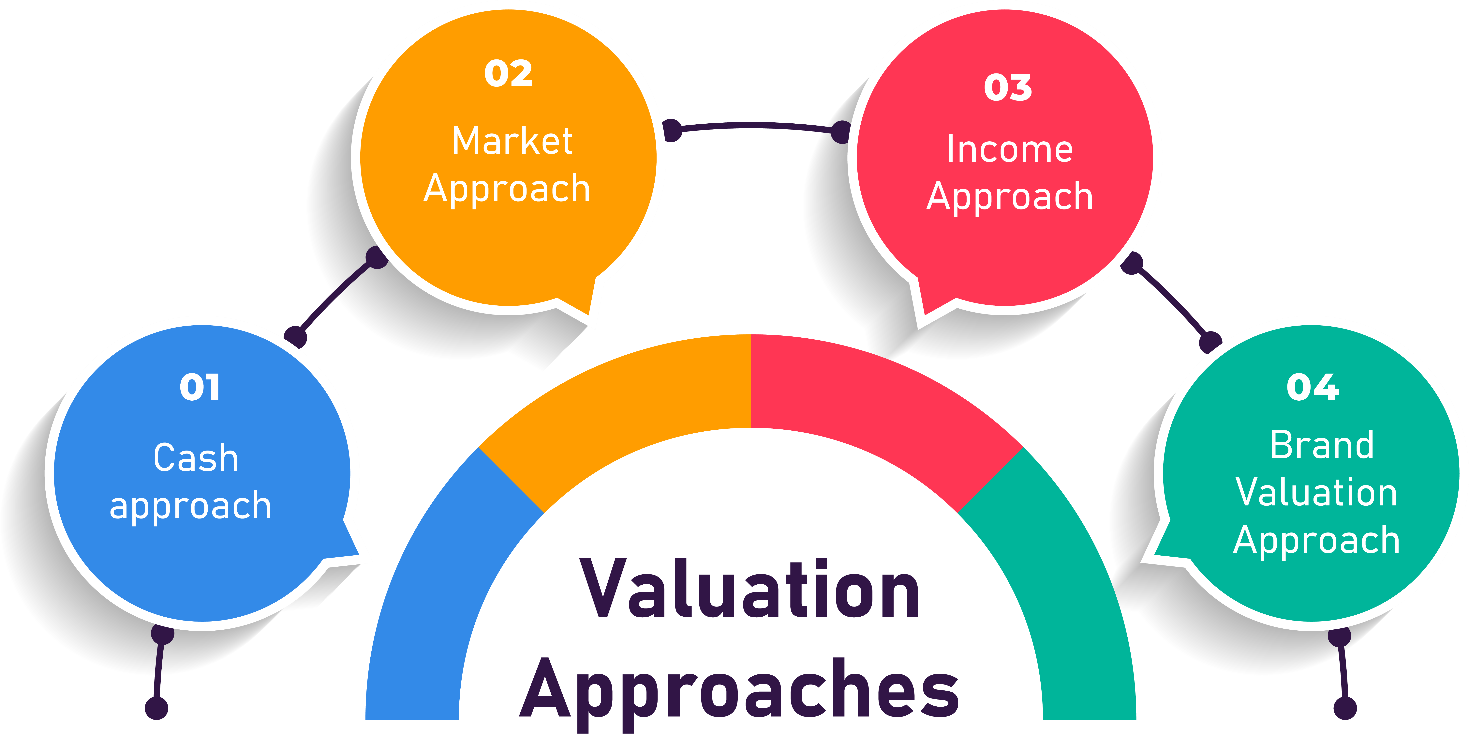 01
Cash
approach
02
Market
Approach
03
Income
Approach
04
Brand
Valuation
Approach
Valuation
Approaches